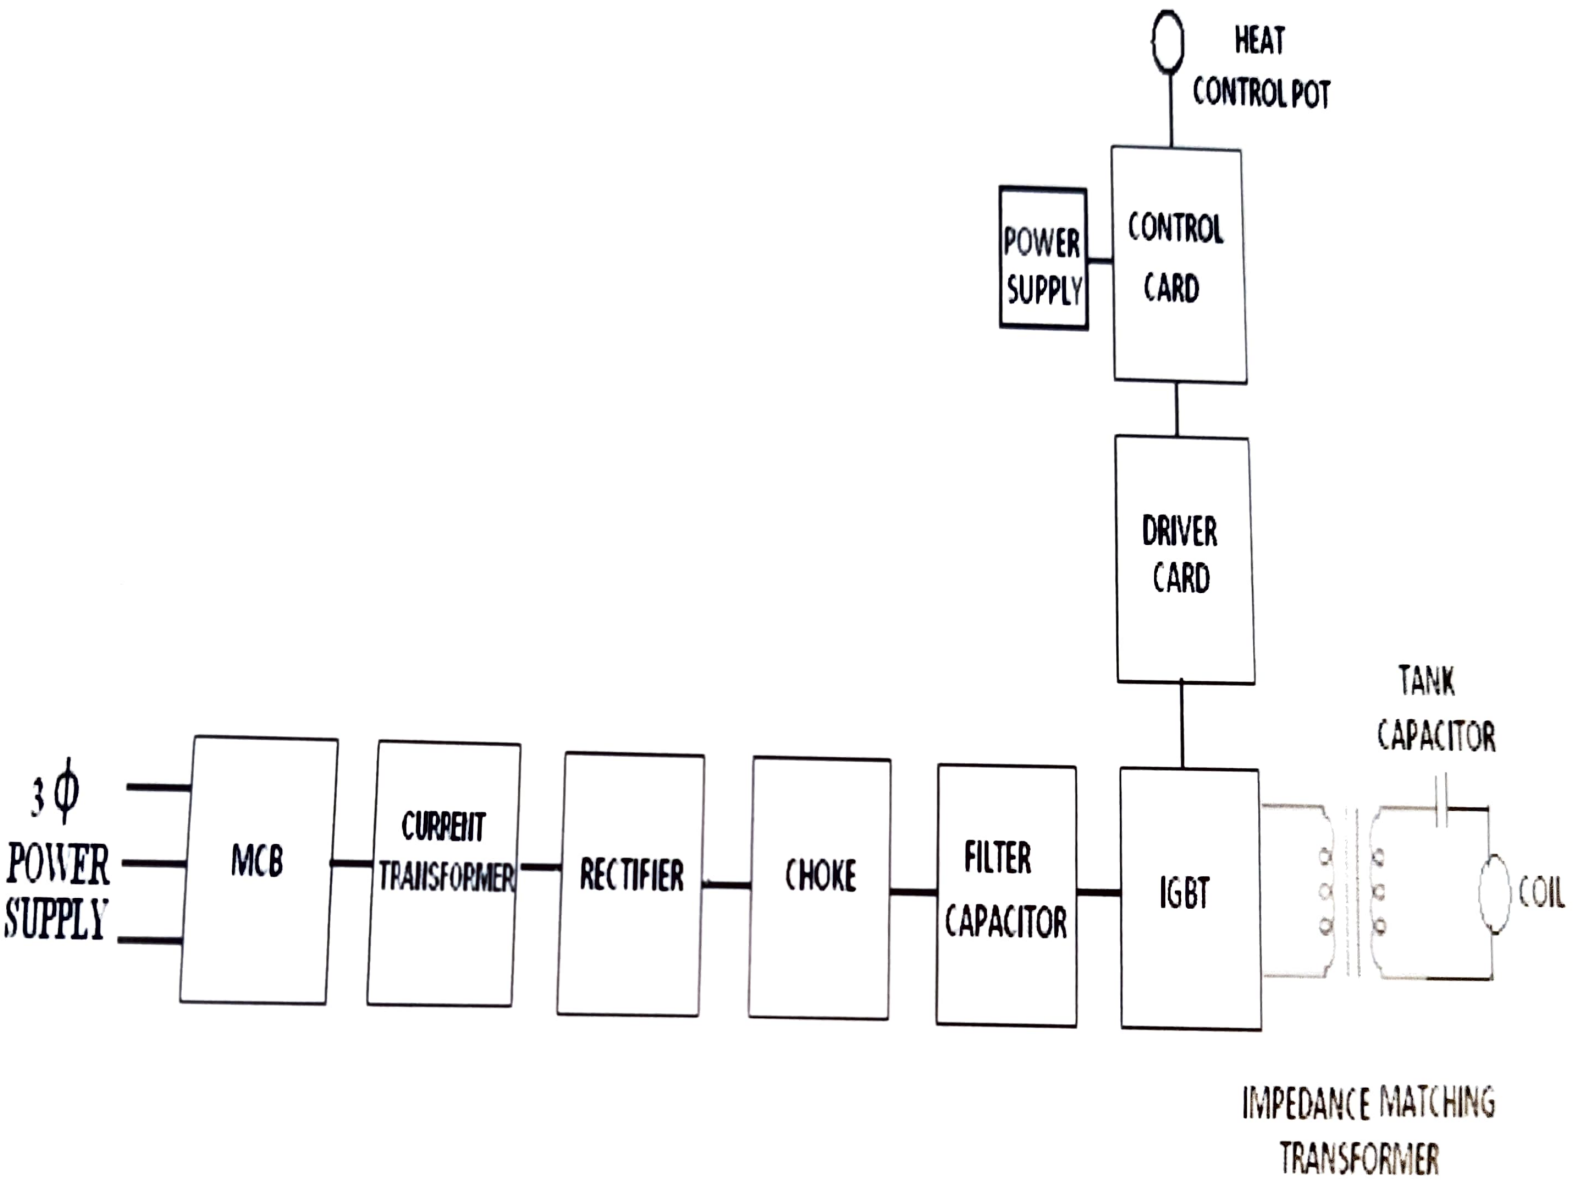 HEAT
CONTROL POT
CONTROL
CARD
POWER
SUPPLY
DRIVER
CARD
TANK
CAPACITOR
3 ϕ
POWER
SUPPLY
MCB
CURRENT
TRANSFORMER
RECTIFIER
CHOKE
FILTER
CAPACITOR
IGBT
COIL
IMPEDANCE MATCHING
TRANSFORMER